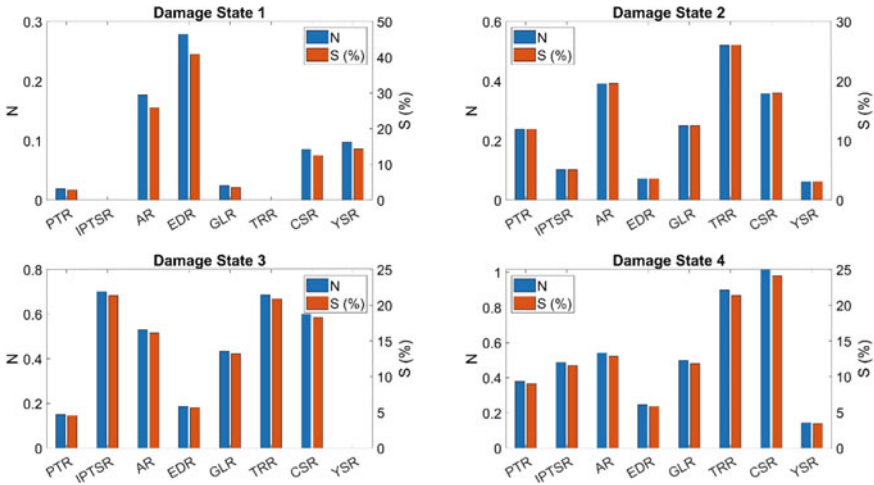 Damage State 1
0.3
0.2
0.1
0
N
50
40
30
20
10
0
S (%)
N
S (%)
PTR
IPTSR
AR
EDR
GLR
TRR
CSR
YSR
Damage State 2
0.6
0.4
0.2
0
N
30
20
10
0
S (%)
N
S (%)
PTR
IPTSR
AR
EDR
GLR
TRR
CSR
YSR
Damage State 3
0.8
0.6
0.4
0.2
0
N
25
20
15
10
5
0
S (%)
N
S (%)
PTR
IPTSR
AR
EDR
GLR
TRR
CSR
YSR
Damage State 4
1
0.8
0.6
0.4
0.2
0
N
25
20
15
10
5
0
S (%)
N
S (%)
PTR
IPTSR
AR
EDR
GLR
TRR
CSR
YSR